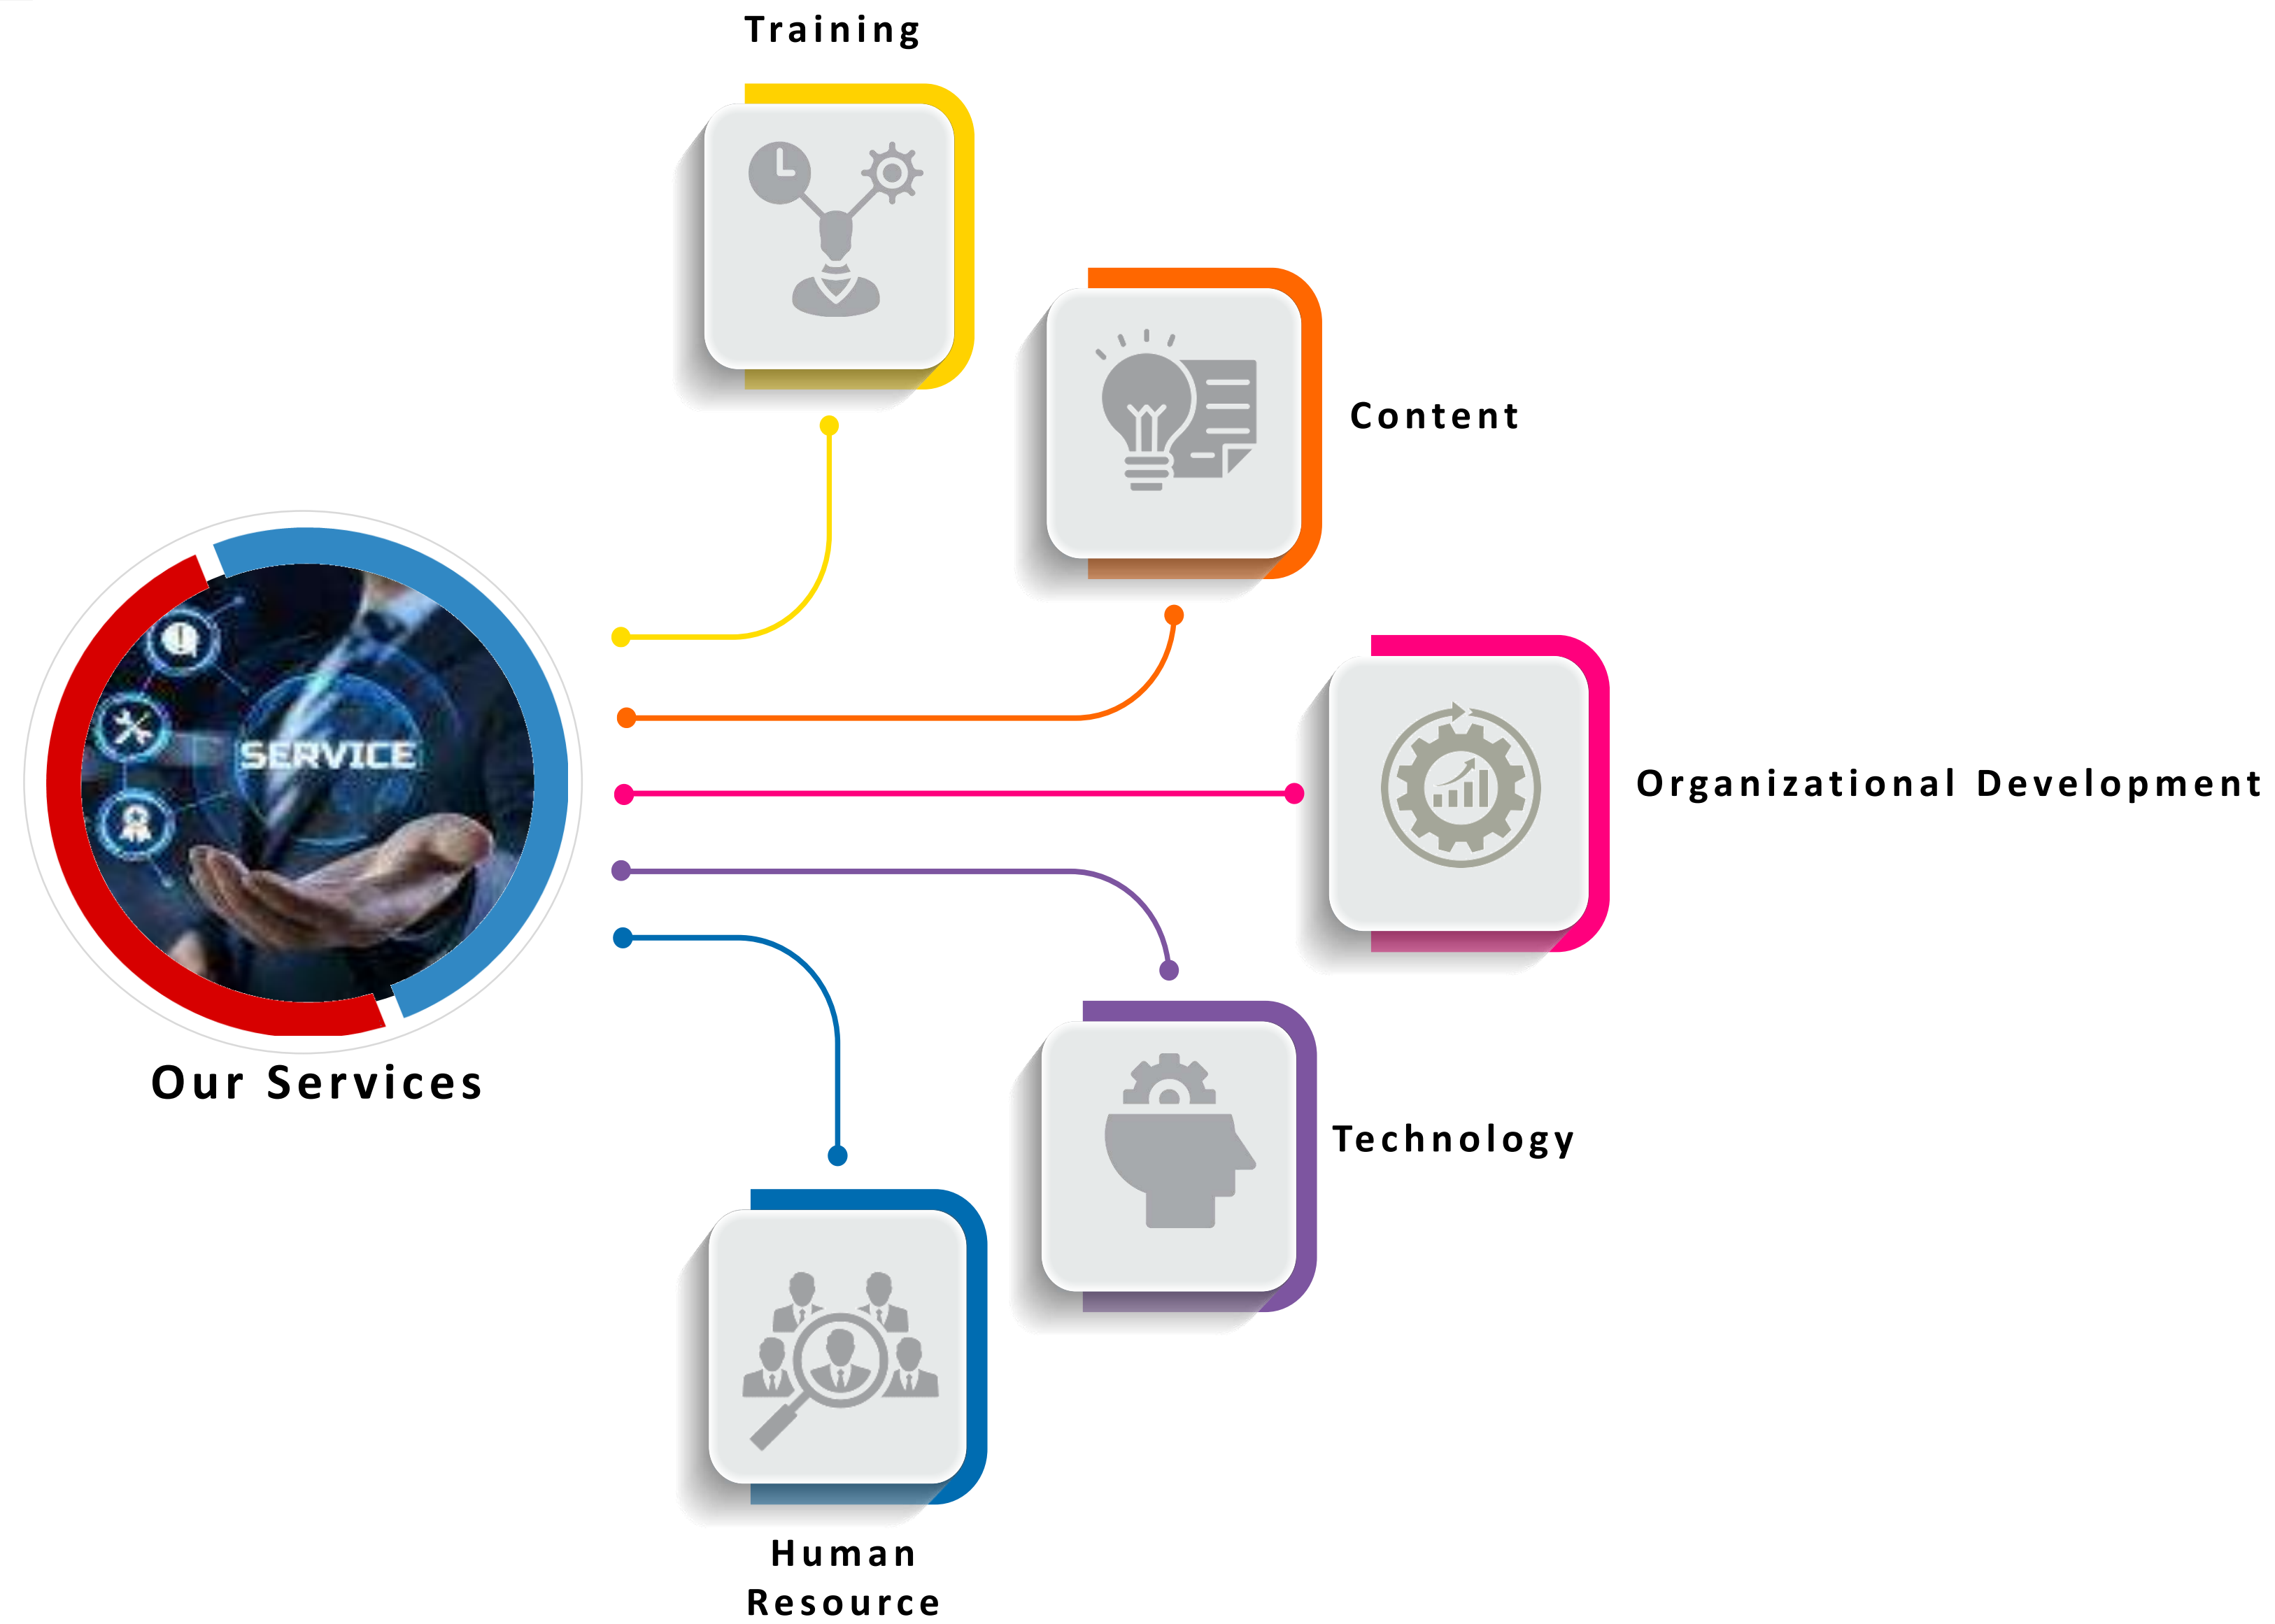 Training
Content
SERVICE
Organizational Development
Our Services
Technology
Human
Resource